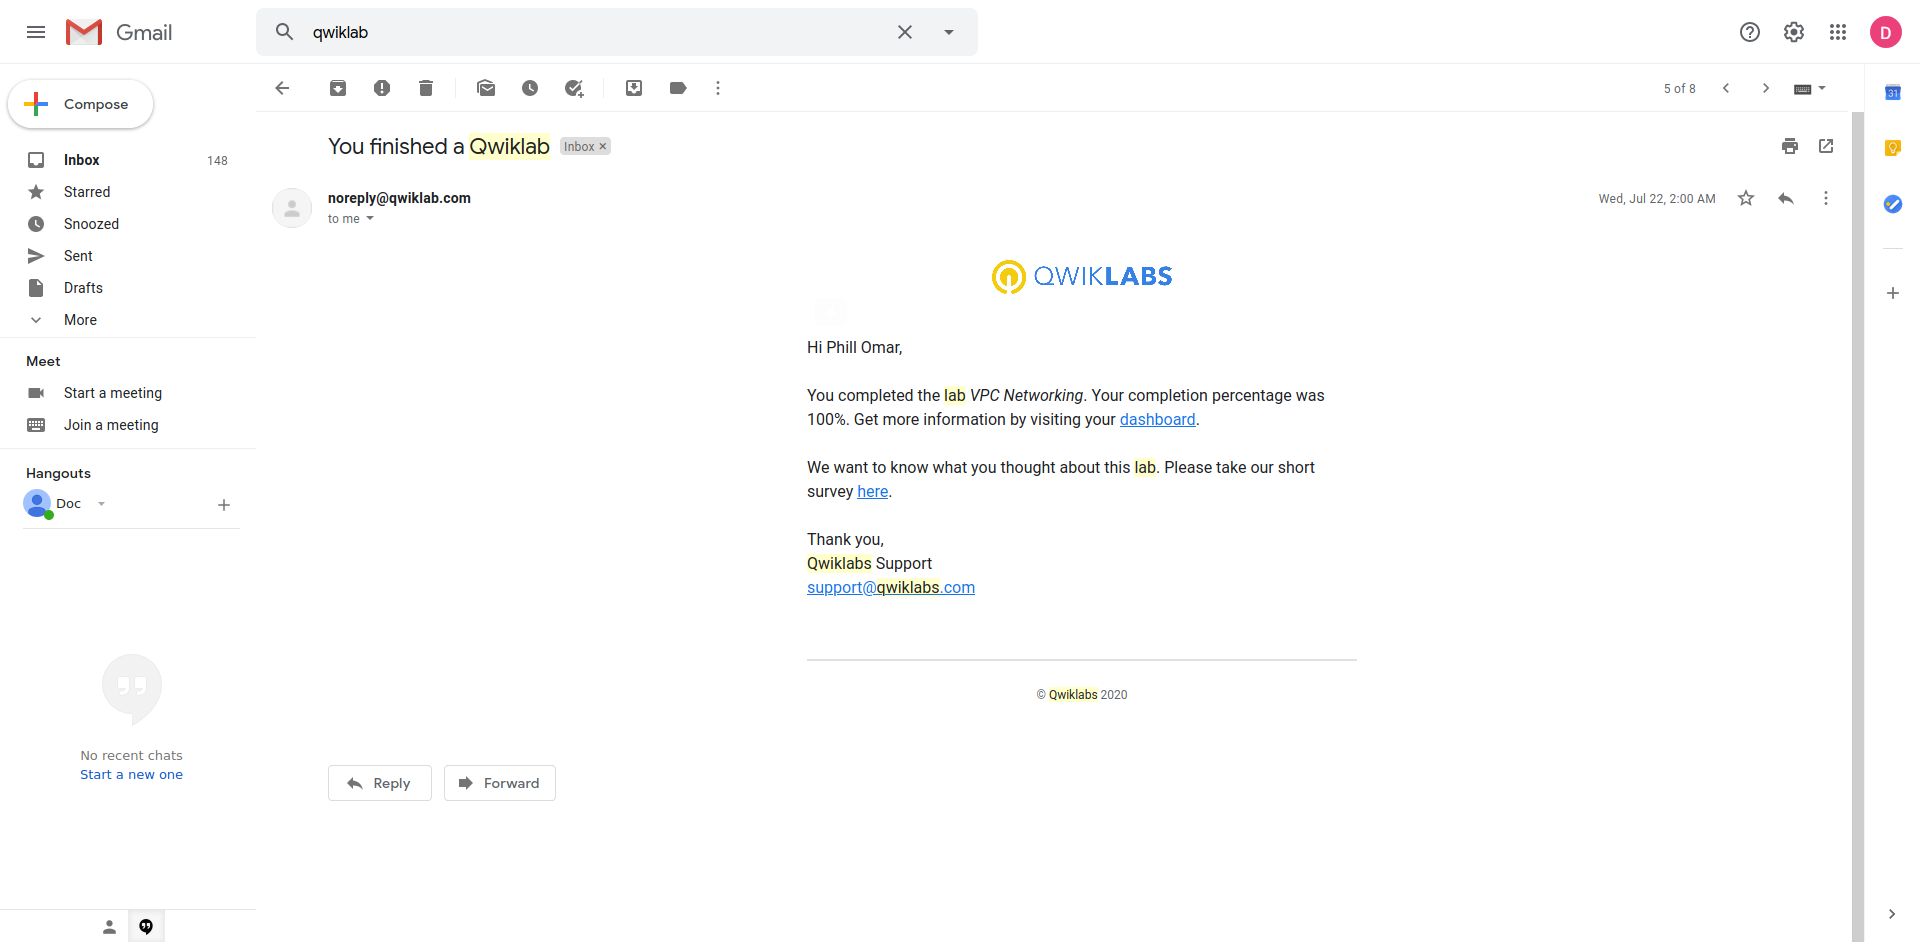 Gmail
qwiklab
D
Compose
5 of 8
31
You finished a Qwiklab Inbox ×
Inbox 148
Starred
Snoozed
Sent
Drafts
More
noreply@qwiklab.com
to me
Wed, Jul 22, 2:00 AM
QWIKLABS
Hi Phill Omar,
You completed the lab VPC Networking. Your completion percentage was
100%. Get more information by visiting your dashboard.
We want to know what you thought about this lab. Please take our short
survey here.
Thank you,
Qwiklabs Support
support@qwiklabs.com
© Qwiklabs 2020
Meet
Start a meeting
Join a meeting
Hangouts
Doc
No recent chats
Start a new one
Reply
Forward